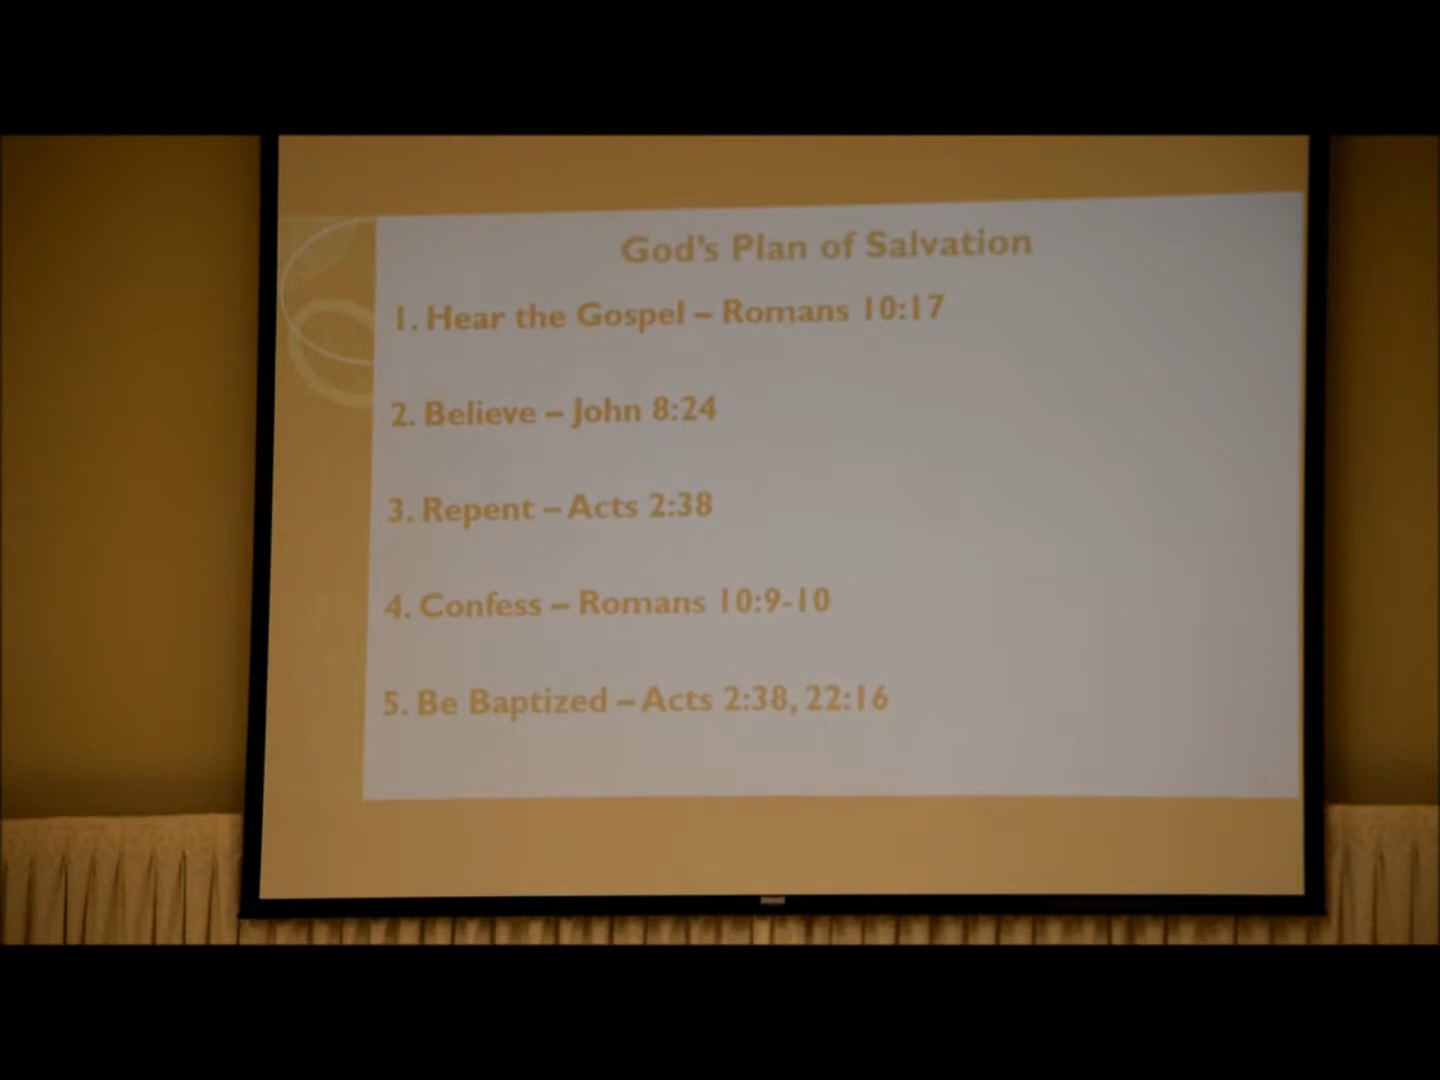 God's Plan of Salvation
1. Hear the Gospel – Romans 10:17
2. Believe – John 8:24
3. Repent – Acts 2:38
4. Confess – Romans 10:9-10
5. Be Baptized – Acts 2:38, 22:16